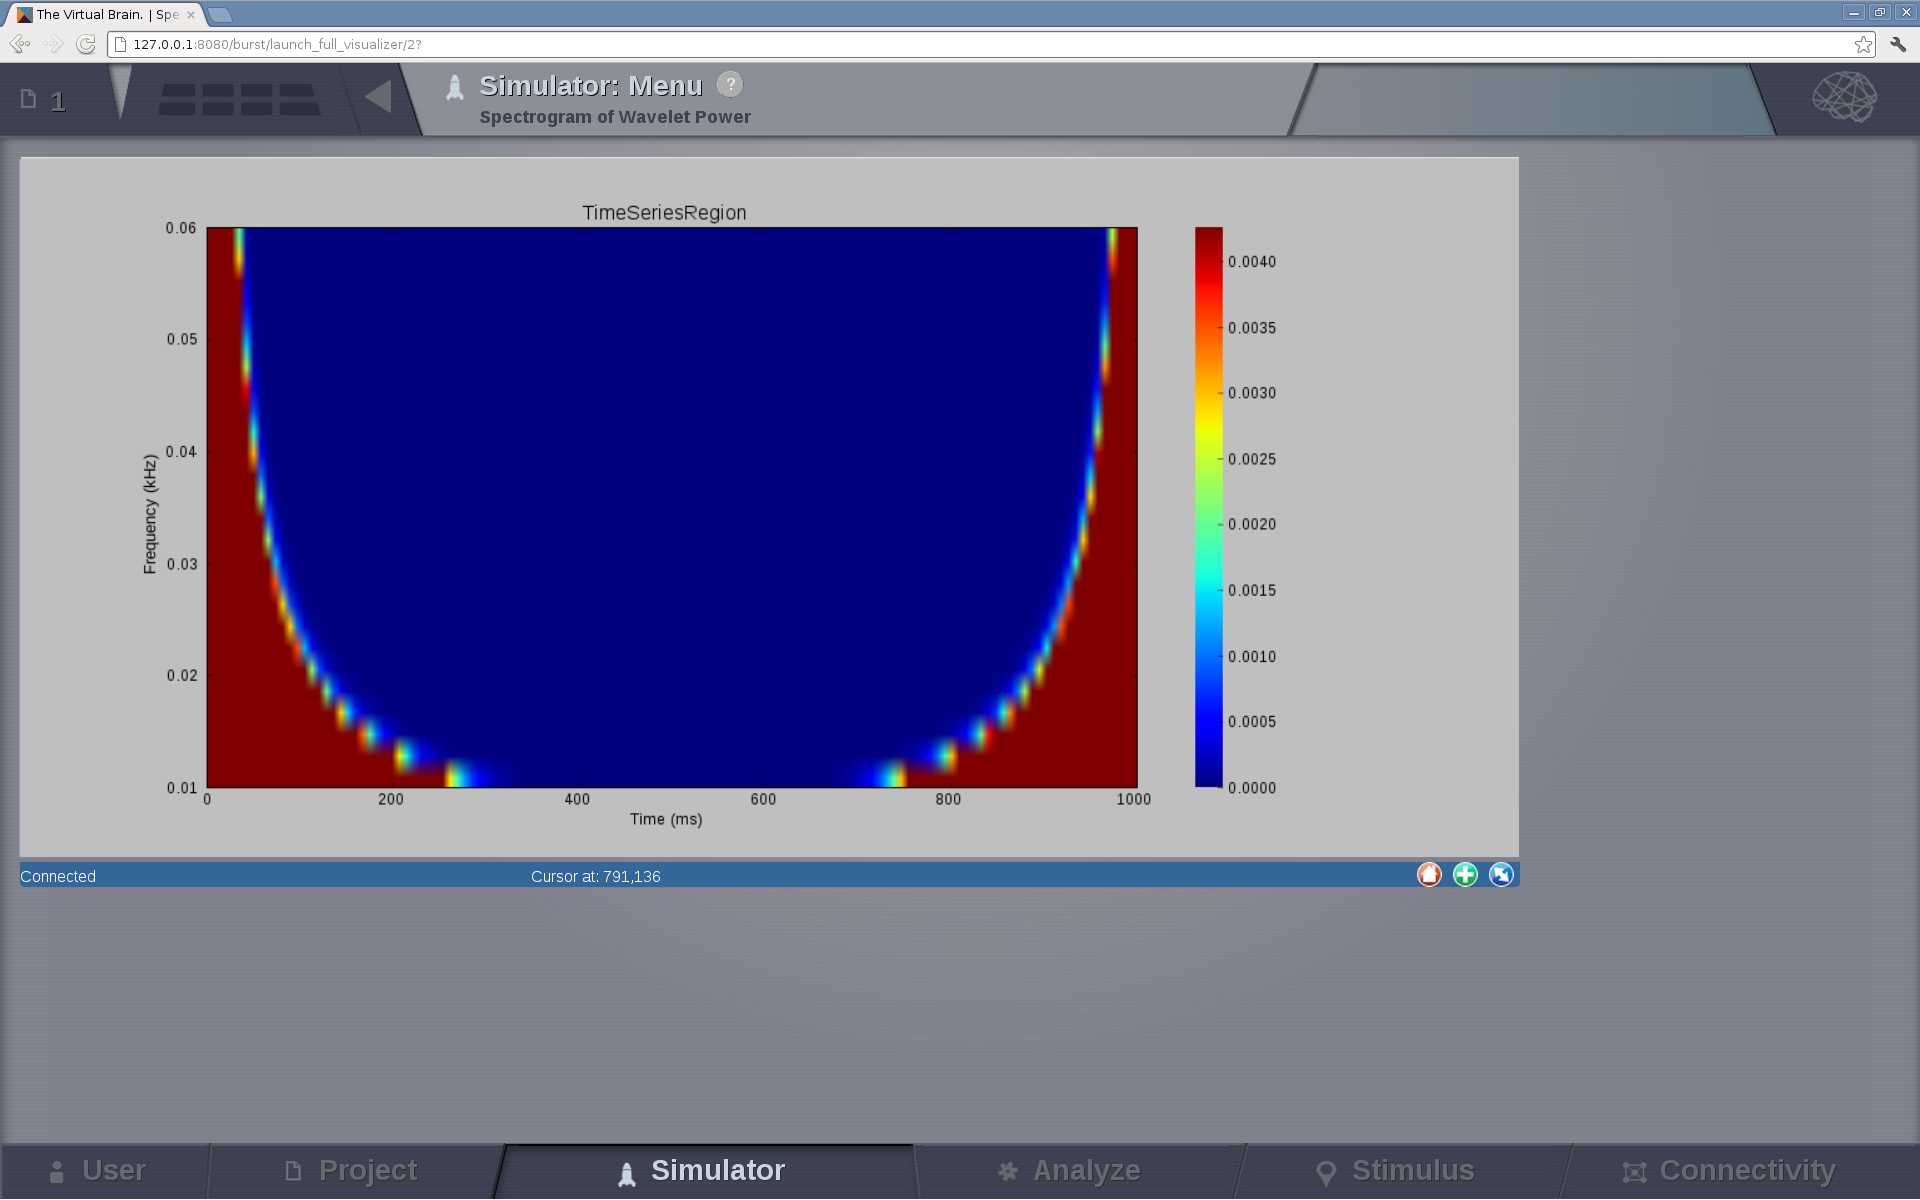 The Virtual Brain. | Spe
127.0.0.1:8080/burst/launch_full_visualizer/2?
1
Simulator: Menu ?
Spectrogram of Wavelet Power
TimeSeriesRegion
0.06
0.05
0.04
0.03
0.02
0.01
Frequency (kHz)
0 200 400 600 800 1000
Time (ms)
0.0040
0.0035
0.0030
0.0025
0.0020
0.0015
0.0010
0.0005
0.0000
Connected Cursor at: 791,136
User Project Simulator Analyze Stimulus Connectivity